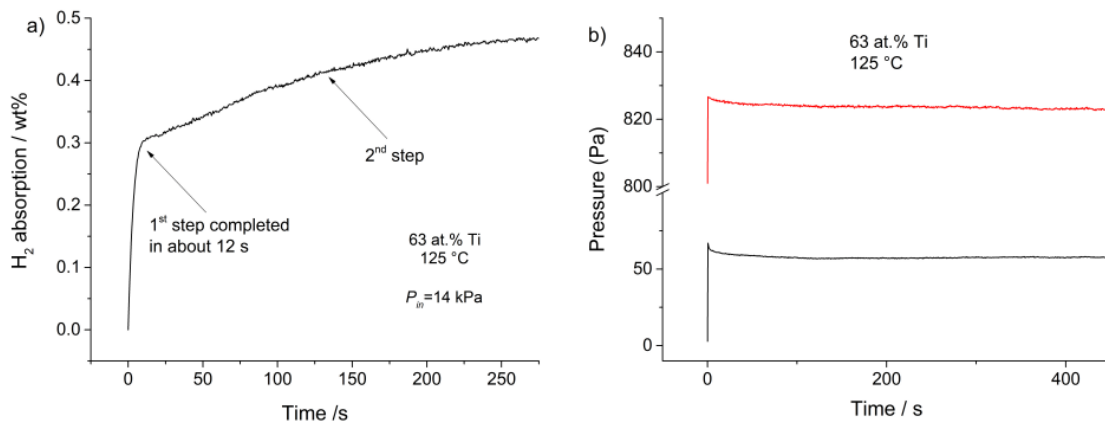 a)
0.5
0.4
0.3
0.2
0.1
0.0
H₂ absorption / wt%
2nd step
1st step completed
in about 12 s
63 at.% Ti
125 °C
Pin=14 kPa
0 50 100 150 200 250
Time /s
b)
840
820
800
50
0
Pressure (Pa)
63 at.% Ti
125 °C
0 200 400
Time / s